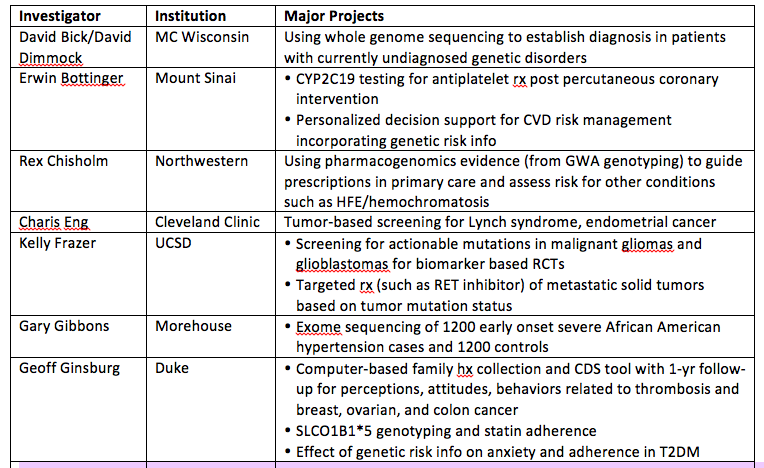 Investigator Institution Major Projects
David Bick/David MC Wisconsin Using whole genome sequencing to establish diagnosis in patients
Dimmock with currently undiagnosed genetic disorders
Erwin Bottinger Mount Sinai • CYP2C19 testing for antiplatelet rx post percutaneous coronary
intervention
• Personalized decision support for CVD risk management
incorporating genetic risk info
Rex Chisholm Northwestern Using pharmacogenomics evidence (from GWA genotyping) to guide
prescriptions in primary care and assess risk for other conditions
such as HFE/hemochromatosis
Charis Eng Cleveland Clinic Tumor-based screening for Lynch syndrome, endometrial cancer
Kelly Frazer UCSD • Screening for actionable mutations in malignant gliomas and
glioblastomas for biomarker based RCTs
• Targeted rx (such as RET inhibitor) of metastatic solid tumors
based on tumor mutation status
Gary Gibbons Morehouse • Exome sequencing of 1200 early onset severe African American
hypertension cases and 1200 controls
Geoff Ginsburg Duke • Computer-based family hx collection and CDS tool with 1-yr follow-
up for perceptions, attitudes, behaviors related to thrombosis and
breast, ovarian, and colon cancer
• SLCO1B1*5 genotyping and statin adherence
• Effect of genetic risk info on anxiety and adherence in T2DM